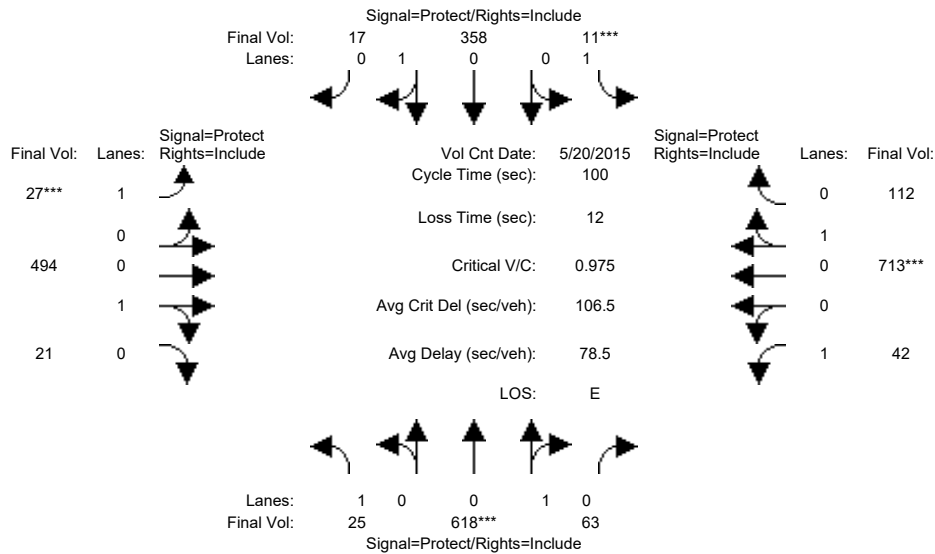 Signal=Protect/Rights=Include
Final Vol: 17 358 11***
Lanes: 0 1 0 0 1
Signal=Protect
Final Vol: Lanes: Rights=Include
Vol Cnt Date: 5/20/2015
Signal=Protect
Rights=Include Lanes: Final Vol:
Cycle Time (sec): 100
27*** 1
0 112
Loss Time (sec): 12
0
1
494 0
Critical V/C: 0.975
0 713***
1
Avg Crit Del (sec/veh): 106.5
0
21 0
Avg Delay (sec/veh): 78.5
1 42
LOS: E
Lanes: 1 0 0 1 0
Final Vol: 25 618*** 63
Signal=Protect/Rights=Include